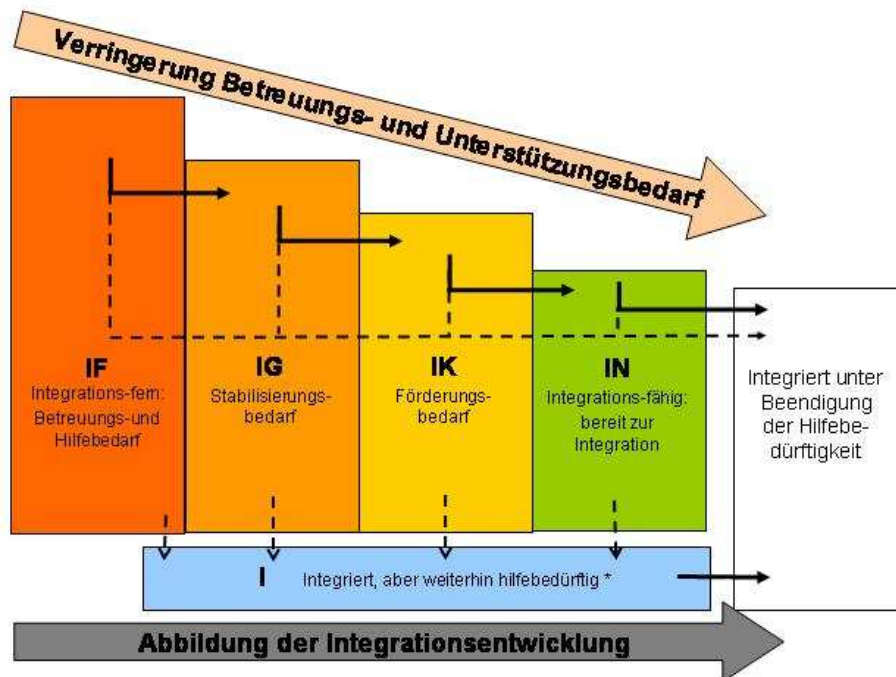 Verringerung Betreuungs- und Unterstützungsbedarf
IF
Integrations-fern:
Betreuungs-und
Hilfebedarf
IG
Stabilisierungs-
bedarf
IK
Förderungs-
bedarf
IN
Integrations-fähig:
bereit zur
Integration
Integriert unter
Beendigung
der Hilfebe-
dürftigkeit
I Integriert, aber weiterhin hilfebedürftig *
Abbildung der Integrationsentwicklung